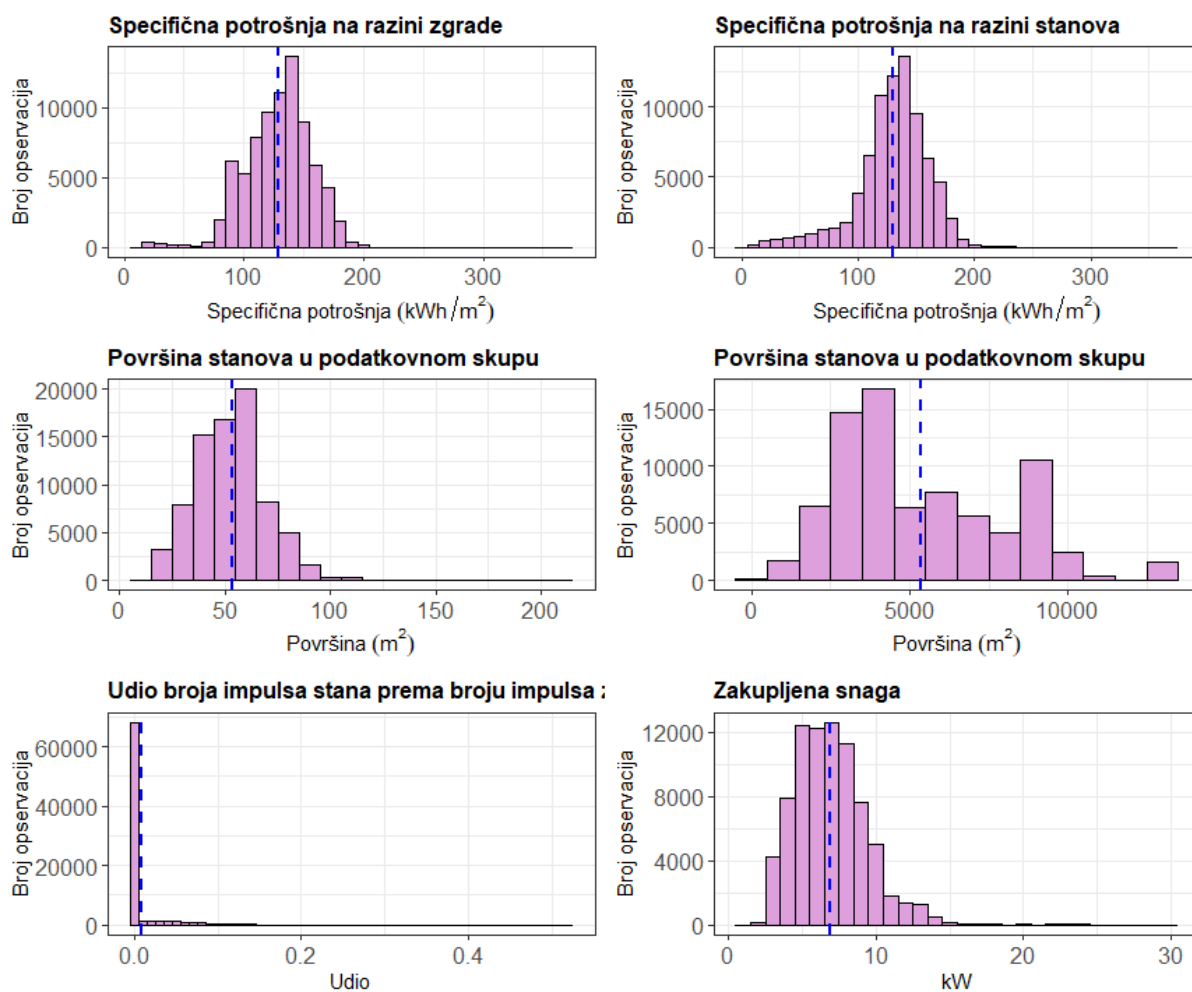 Specifična potrošnja na razini zgrade
Broj opservacija
10000
5000
0
0 100 200 300
Specifična potrošnja (kWh/m²)
Specifična potrošnja na razini stanova
Broj opservacija
10000
5000
0
0 100 200 300
Specifična potrošnja (kWh/m²)
Površina stanova u podatkovnom skupu
Broj opservacija
20000
15000
10000
5000
0
0 50 100 150 200
Površina (m²)
Površina stanova u podatkovnom skupu
Broj opservacija
15000
10000
5000
0
0 5000 10000
Površina (m²)
Udio broja impulsa stana prema broju impulsa
Broj opservacija
60000
40000
20000
0
0.0 0.2 0.4
Udio
Zakupljena snaga
Broj opservacija
12000
8000
4000
0
0 10 20 30
kW